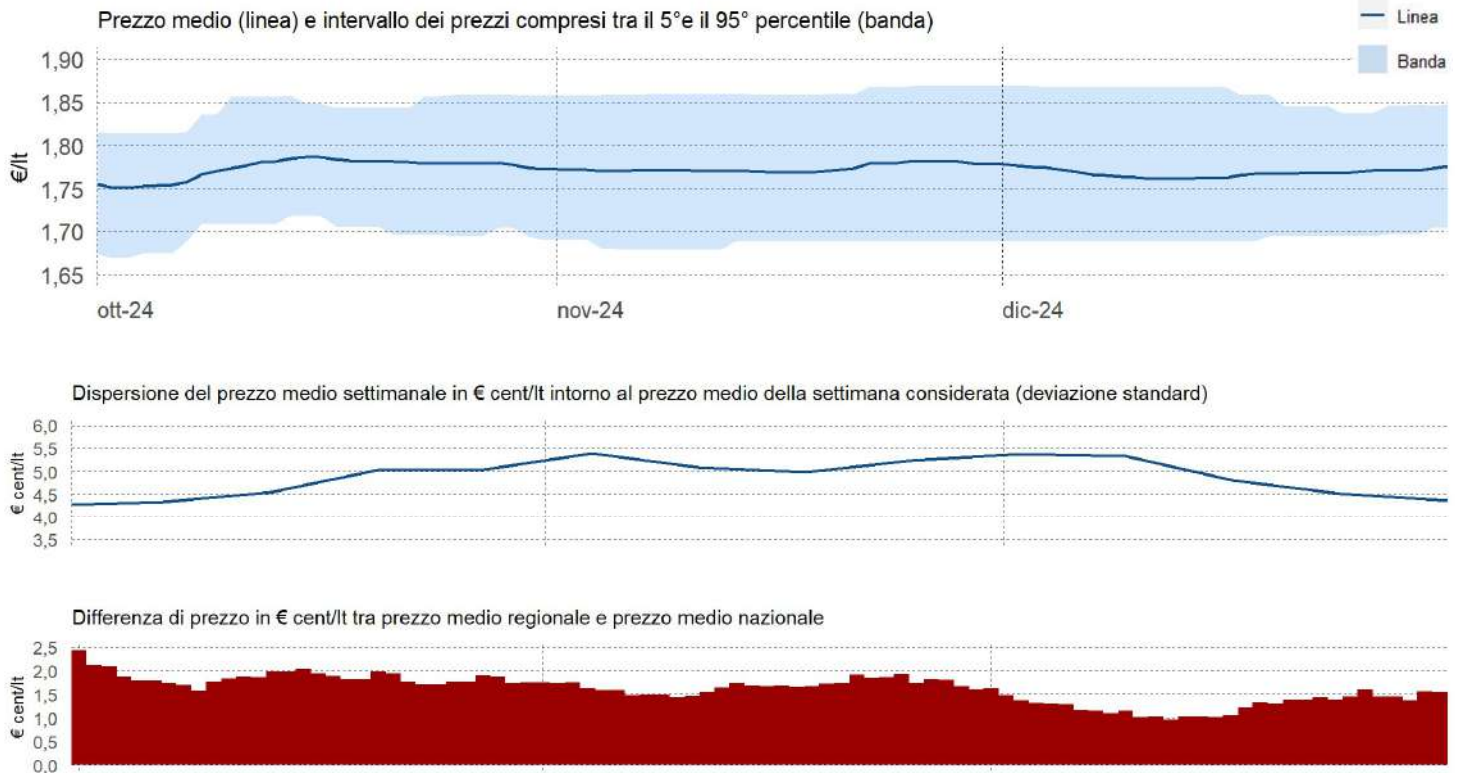 Prezzo medio (linea) e intervallo dei prezzi compresi tra il 5°e il 95° percentile (banda)
Linea
Banda
€/lt
1,90
1,85
1,80
1,75
1,70
1,65
ott-24 nov-24 dic-24
Dispersione del prezzo medio settimanale in € cent/lt intorno al prezzo medio della settimana considerata (deviazione standard)
€ cent/lt
6,0
5,5
5,0
4,5
4,0
3,5
Differenza di prezzo in € cent/lt tra prezzo medio regionale e prezzo medio nazionale
€ cent/lt
2,5
2,0
1,5
1,0
0,5
0,0